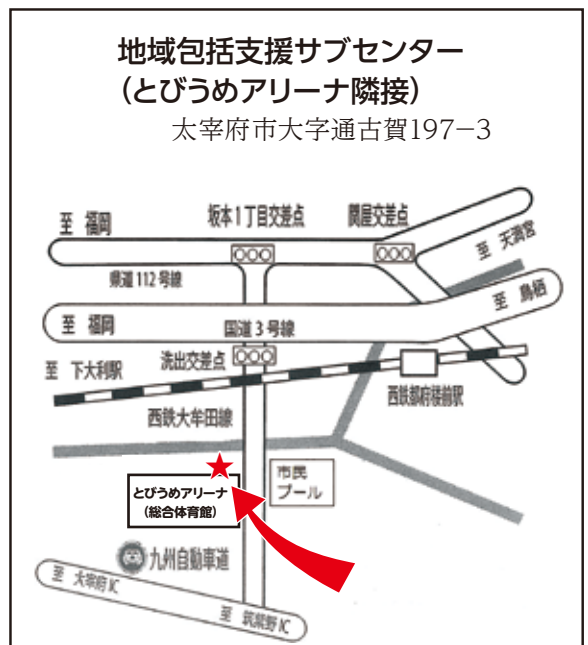 地域包括支援サブセンター
（とびうめアリーナ隣接）
太宰府市大字通古賀197−3
坂本1丁目交差点
関屋交差点
至 福岡
至 天満宮
県道112号線
至 鳥栖
至 福岡
国道3号線
洗出交差点
至 下大利駅
西鉄都府楼前駅
西鉄大牟田線
市民
プール
とびうめアリーナ
（総合体育館）
九州自動車道
至 太宰府IC
至 筑紫野IC